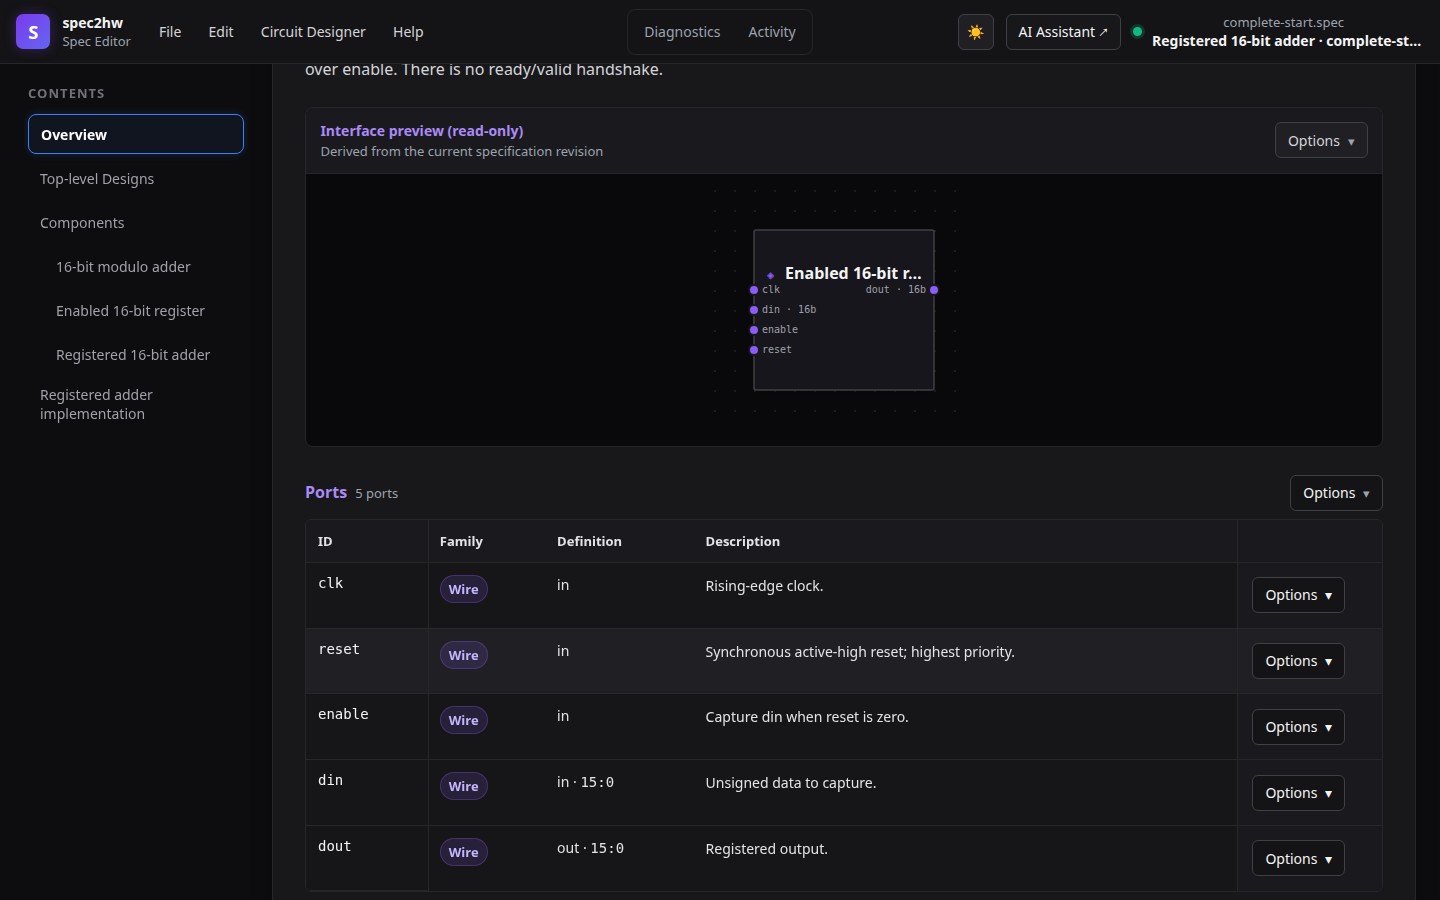 S
spec2hw
Spec Editor
File
Edit
Circuit Designer
Help
Diagnostics
Activity
☀️
AI Assistant ↗
complete-start.spec
Registered 16-bit adder · complete-st...
CONTENTS
Overview
Top-level Designs
Components
16-bit modulo adder
Enabled 16-bit register
Registered 16-bit adder
Registered adder
implementation
over enable. There is no ready/valid handshake.
Interface preview (read-only)
Derived from the current specification revision
Options ▾
◈ Enabled 16-bit r...
clk
dout · 16b
din · 16b
enable
reset
Ports 5 ports
Options ▾
ID Family Definition Description
clk Wire in Rising-edge clock. Options ▾
reset Wire in Synchronous active-high reset; highest priority. Options ▾
enable Wire in Capture din when reset is zero. Options ▾
din Wire in · 15:0 Unsigned data to capture. Options ▾
dout Wire out · 15:0 Registered output. Options ▾